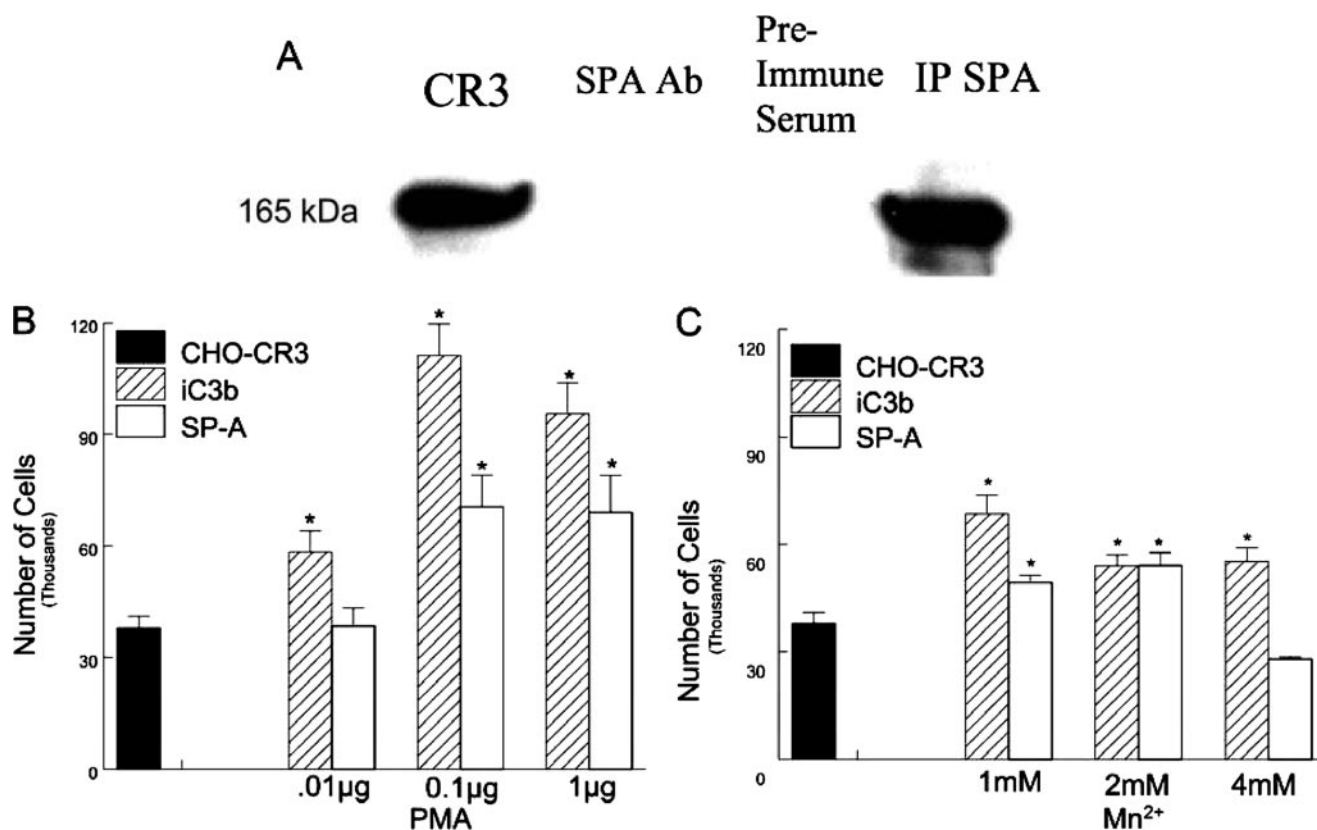 A
CR3
SPA Ab
Pre-
Immune
Serum
IP SPA
165 kDa
B
120
90
60
30
0
Number of Cells
(Thousands)
CHO-CR3
iC3b
SP-A
*
*
*
*
*
.01µg
0.1µg
1µg
PMA
C
120
90
60
30
0
Number of Cells
(Thousands)
CHO-CR3
iC3b
SP-A
*
*
*
*
*
1mM
2mM
4mM
Mn²⁺